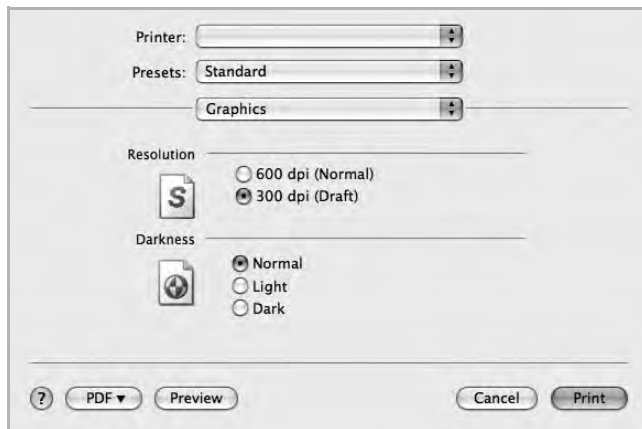 Printer:
Presets: Standard
Graphics
Resolution
600 dpi (Normal)
S
300 dpi (Draft)
Darkness
Normal
Light
Dark
? PDF ▼ Preview Cancel Print